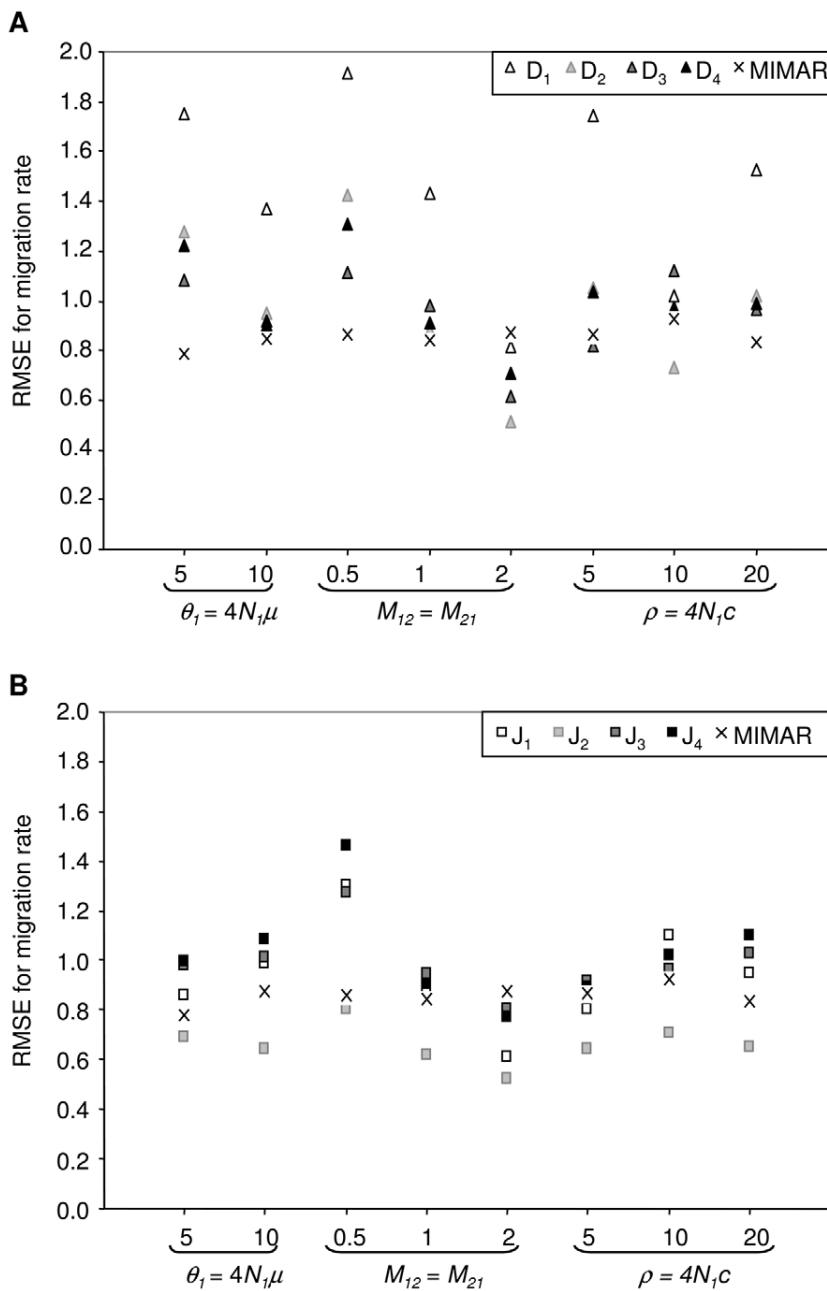 A
2.0
D1 D2 D3 D4 MIMAR
1.8
1.6
1.4
1.2
1.0
0.8
0.6
0.4
0.2
0.0
RMSE for migration rate
5 10 0.5 1 2 5 10 20
θ1 = 4N1μ M12 = M21 ρ = 4N1c
B
2.0
J1 J2 J3 J4 MIMAR
1.8
1.6
1.4
1.2
1.0
0.8
0.6
0.4
0.2
0.0
RMSE for migration rate
5 10 0.5 1 2 5 10 20
θ1 = 4N1μ M12 = M21 ρ = 4N1c